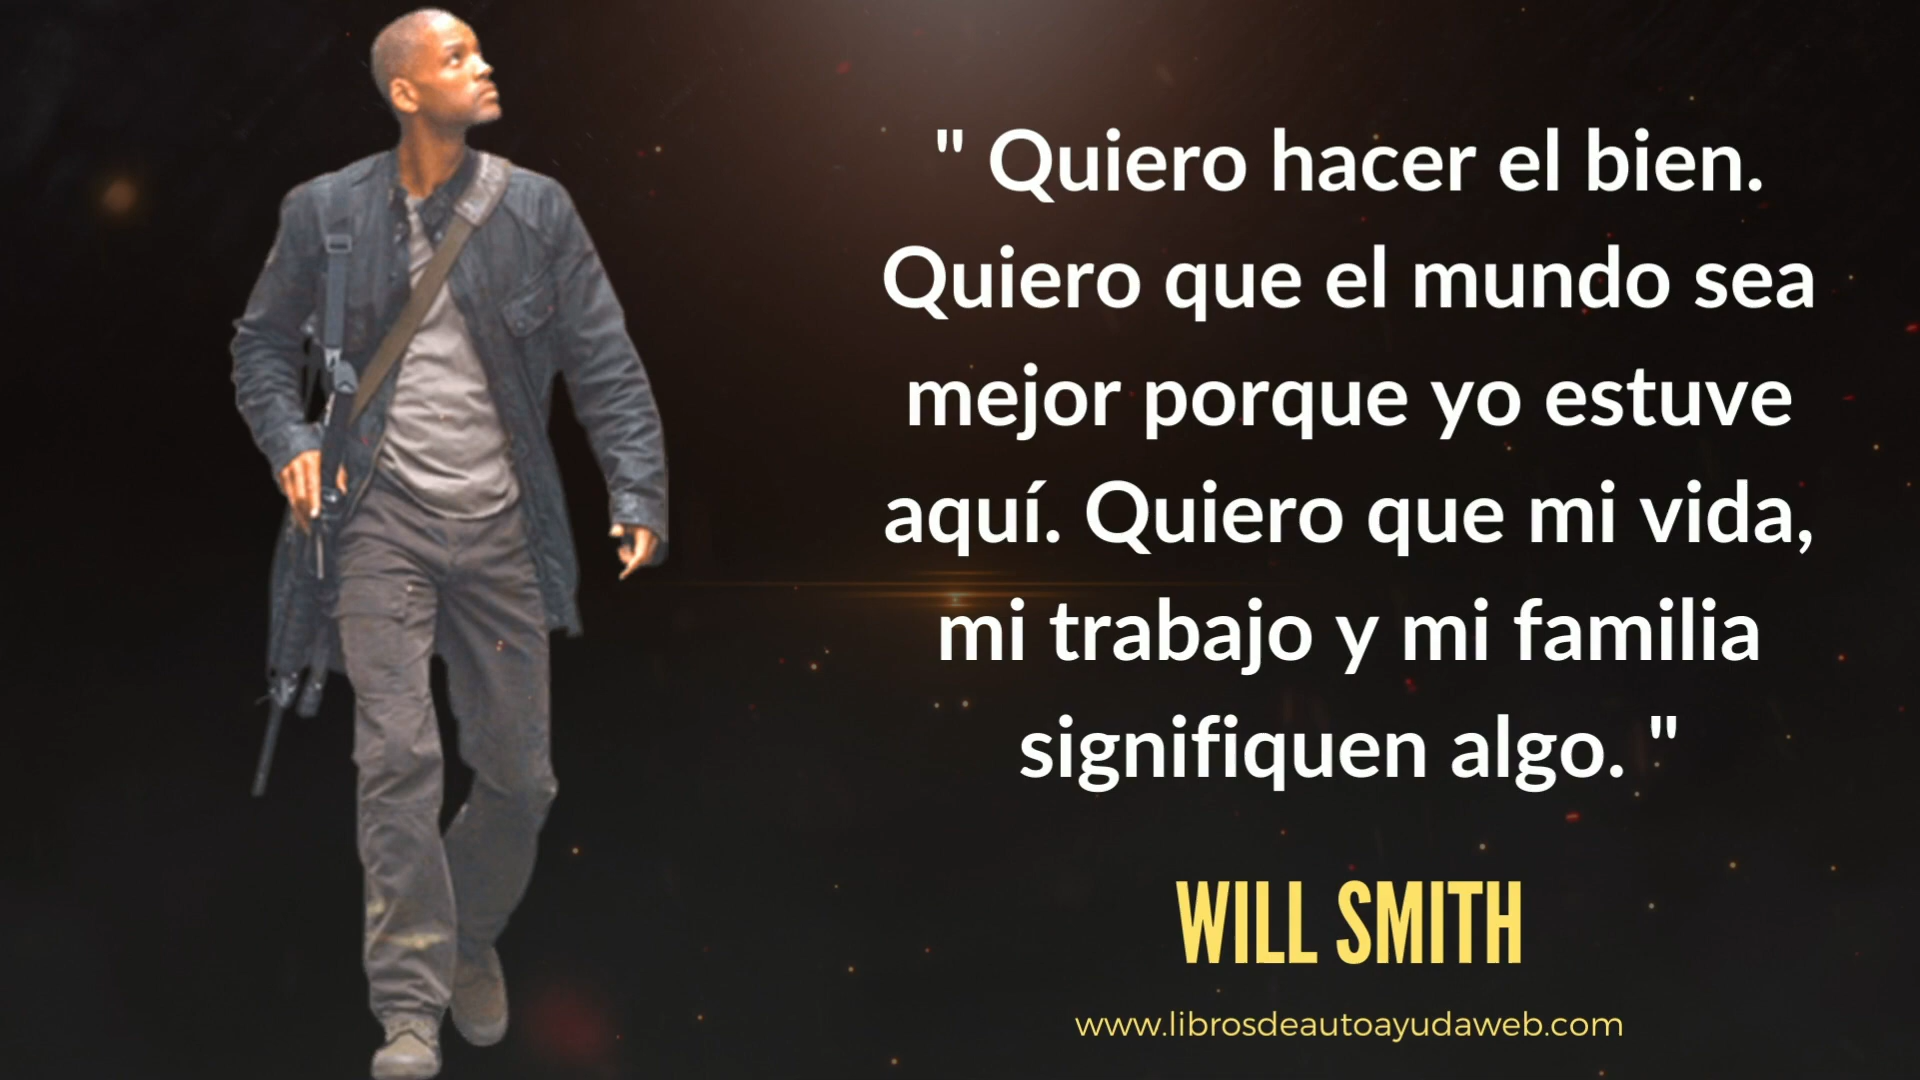 " Quiero hacer el bien.
Quiero que el mundo sea
mejor porque yo estuve
aquí. Quiero que mi vida,
mi trabajo y mi familia
signifiquen algo. "
WILL SMITH
www.librosdeautoayudaweb.com